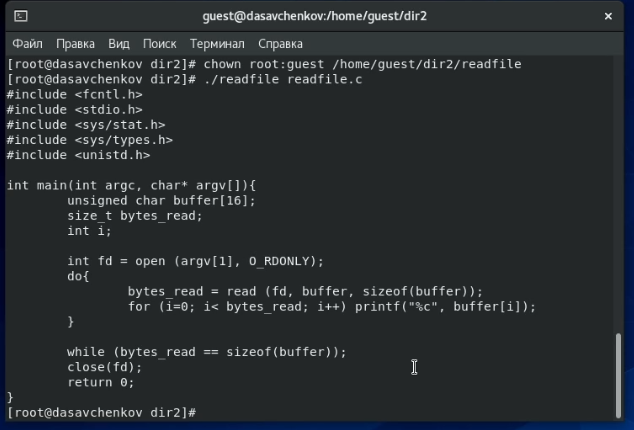 guest@dasavchenkov:/home/guest/dir2
Файл Правка Вид Поиск Терминал Справка
[root@dasavchenkov dir2]# chown root:guest /home/guest/dir2/readfile
[root@dasavchenkov dir2]# ./readfile readfile.c
#include <fcntl.h>
#include <stdio.h>
#include <sys/stat.h>
#include <sys/types.h>
#include <unistd.h>

int main(int argc, char* argv[]){
        unsigned char buffer[16];
        size_t bytes_read;
        int i;

        int fd = open (argv[1], O_RDONLY);
        do{
                bytes_read = read (fd, buffer, sizeof(buffer));
                for (i=0; i< bytes_read; i++) printf("%c", buffer[i]);
        }

        while (bytes_read == sizeof(buffer));
        close(fd);
        return 0;
}
[root@dasavchenkov dir2]#